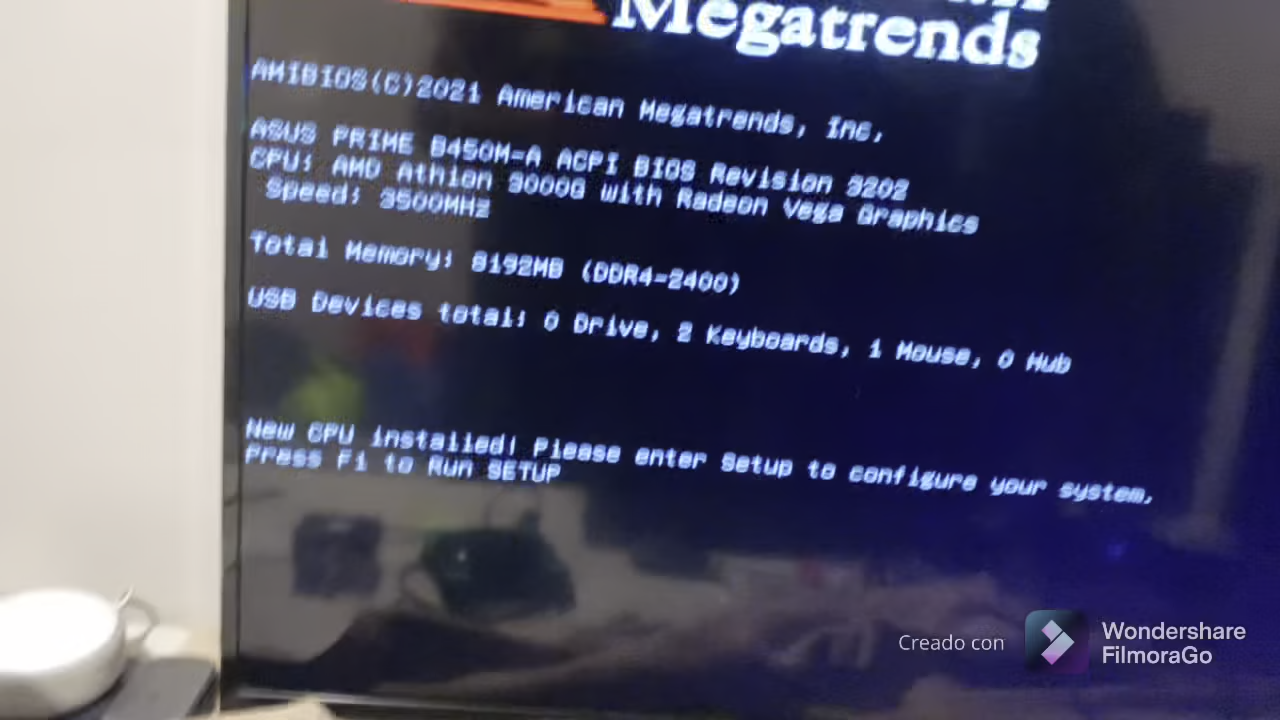 Megatrends
AMIBIOS(C)2021 American Megatrends, Inc.
ASUS PRIME B450M-A ACPI BIOS Revision 3202
CPU: AMD Athlon 3000G with Radeon Vega Graphics
Speed: 3500MHz
Total Memory: 8192MB (DDR4-2400)
USB Devices total: 0 Drive, 2 Keyboards, 1 Mouse, 0 Hub
New CPU installed! Please enter Setup to configure your system.
Press F1 to Run SETUP
Creado con
Wondershare
FilmoraGo